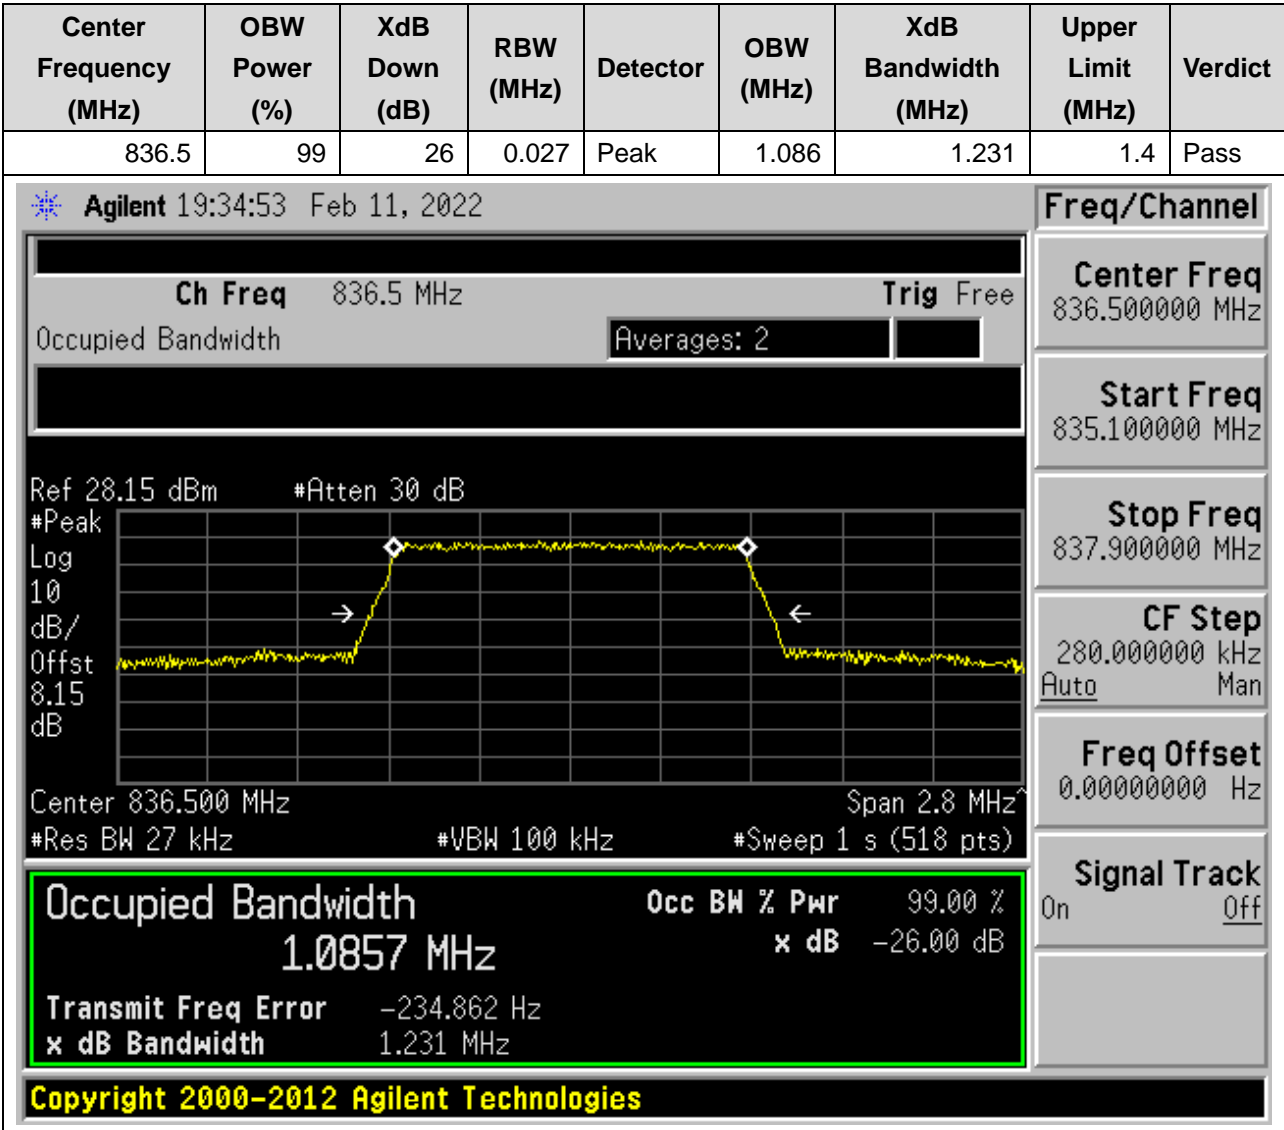 Center Frequency (MHz) OBW Power (%) XdB Down (dB) RBW (MHz) Detector OBW (MHz) XdB Bandwidth (MHz) Upper Limit (MHz) Verdict
836.5 99 26 0.027 Peak 1.086 1.231 1.4 Pass
Agilent 19:34:53 Feb 11, 2022
Freq/Channel
Ch Freq 836.5 MHz Trig Free
Occupied Bandwidth Averages: 2
Center Freq
836.500000 MHz
Start Freq
835.100000 MHz
Stop Freq
837.900000 MHz
CF Step
280.000000 kHz
Auto Man
Freq Offset
0.00000000 Hz
Signal Track
On Off
Ref 28.15 dBm #Atten 30 dB
#Peak
Log
10
dB/
Offst
8.15
dB
Center 836.500 MHz Span 2.8 MHz^
#Res BW 27 kHz #VBW 100 kHz #Sweep 1 s (518 pts)
Occupied Bandwidth Occ BW % Pwr 99.00 %
1.0857 MHz x dB -26.00 dB
Transmit Freq Error -234.862 Hz
x dB Bandwidth 1.231 MHz
Copyright 2000-2012 Agilent Technologies